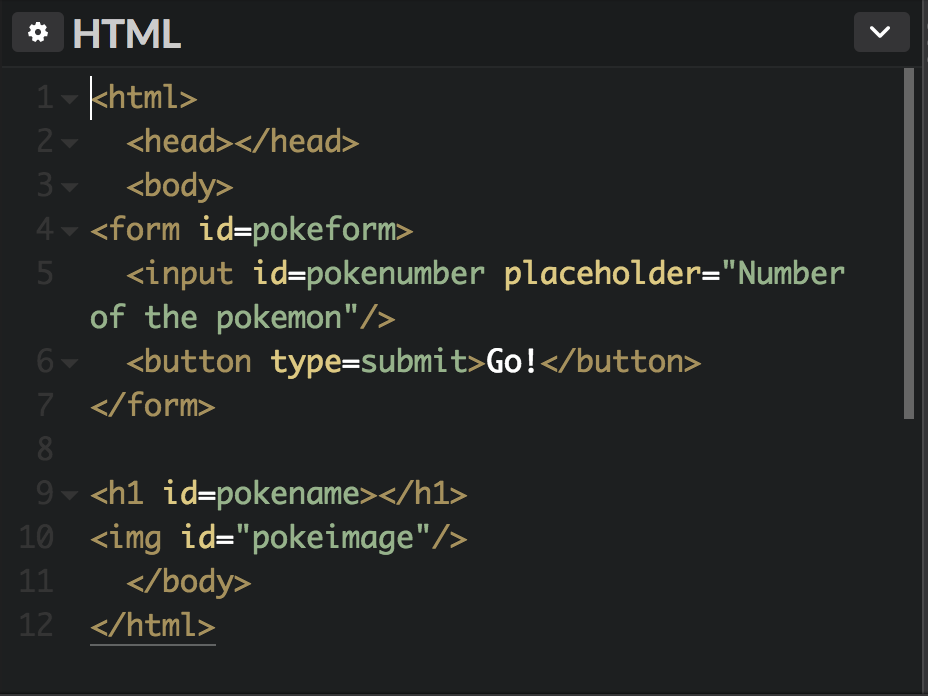 HTML
1 <html>
2 <head></head>
3 <body>
4 <form id=pokeform>
5 <input id=pokenumber placeholder="Number
of the pokemon"/>
6 <button type=submit>Go!</button>
7 </form>
8
9 <h1 id=pokename></h1>
10 <img id="pokeimage"/>
11 </body>
12 </html>